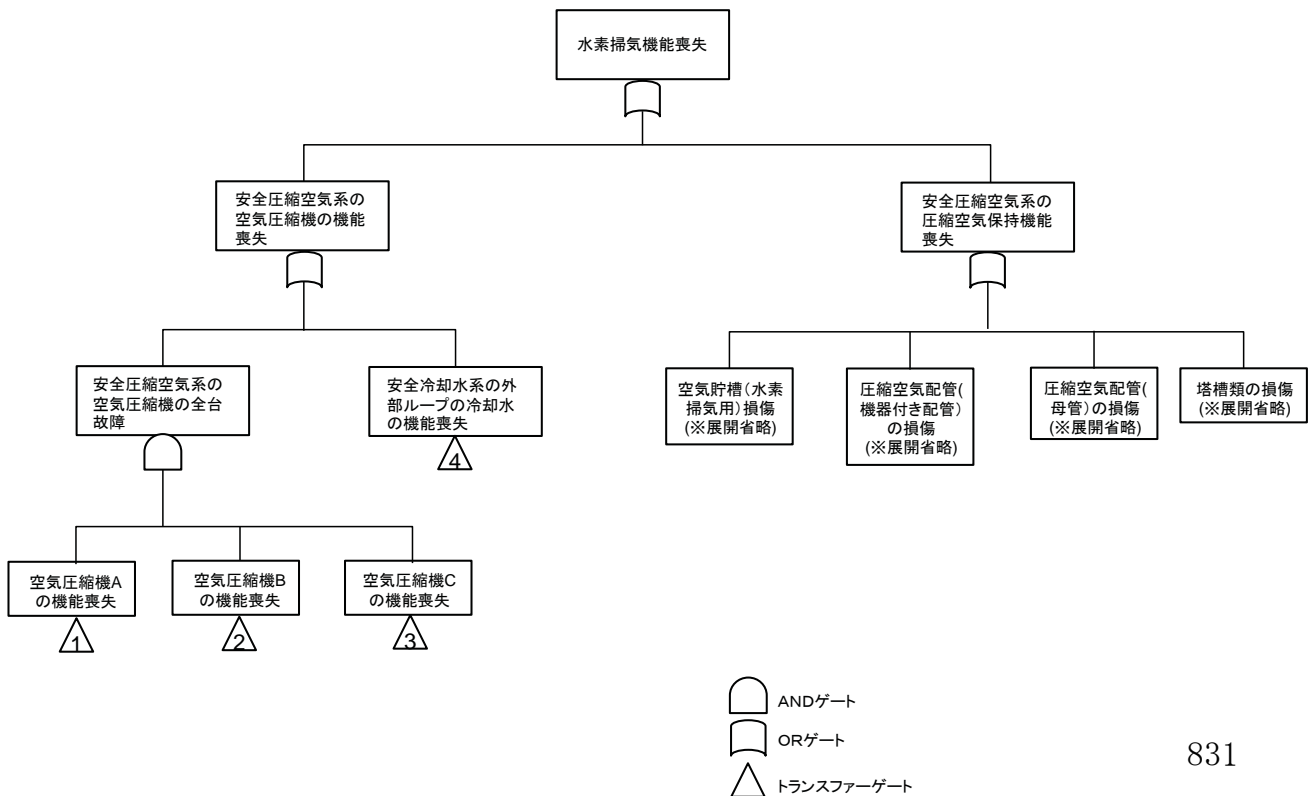 水素掃気機能喪失
安全圧縮空気系の
空気圧縮機の機能
喪失
安全圧縮空気系の
圧縮空気保持機能
喪失
安全圧縮空気系の
空気圧縮機の全台
故障
安全冷却水系の外
部ループの冷却水
の機能喪失
4
空気貯槽(水素
掃気用)損傷
(※展開省略)
圧縮空気配管(
機器付き配管)
の損傷
(※展開省略)
圧縮空気配管(
母管)の損傷
(※展開省略)
塔槽類の損傷
(※展開省略)
空気圧縮機A
の機能喪失
1
空気圧縮機B
の機能喪失
2
空気圧縮機C
の機能喪失
3
ANDゲート
ORゲート
トランスファーゲート
831